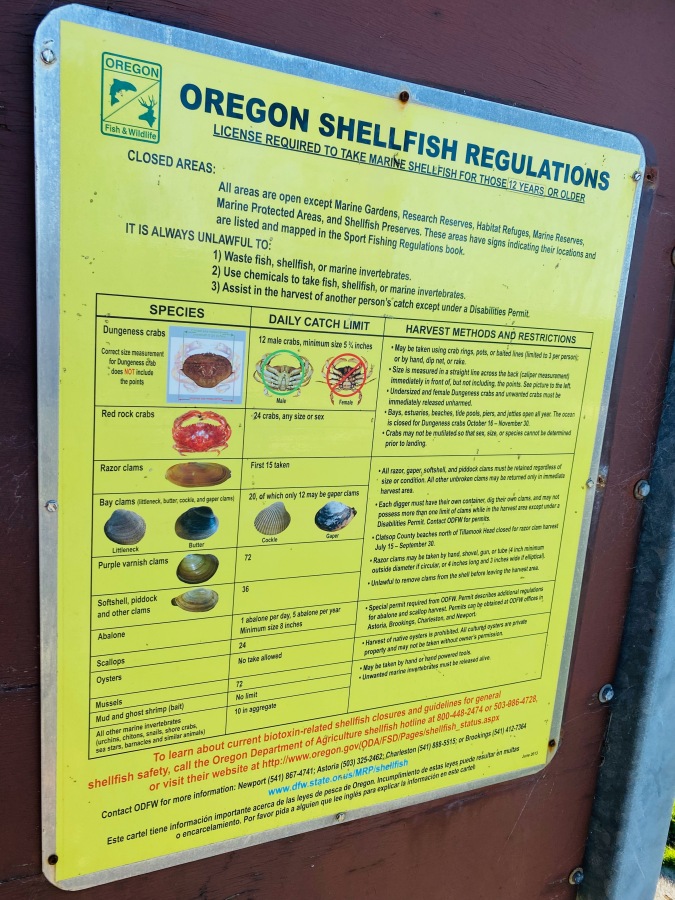 OREGON
Fish & Wildlife
OREGON SHELLFISH REGULATIONS
LICENSE REQUIRED TO TAKE MARINE SHELLFISH FOR THOSE 12 YEARS OR OLDER
CLOSED AREAS:
All areas are open except Marine Gardens, Research Reserves, Habitat Refuges, Marine Reserves,
Marine Protected Areas, and Shellfish Preserves. These areas have signs indicating their locations and
are listed and mapped in the Sport Fishing Regulations book.
IT IS ALWAYS UNLAWFUL TO:
1) Waste fish, shellfish, or marine invertebrates.
2) Use chemicals to take fish, shellfish, or marine invertebrates.
3) Assist in the harvest of another person's catch except under a Disabilities Permit.
SPECIES
DAILY CATCH LIMIT
HARVEST METHODS AND RESTRICTIONS
Dungeness crabs
Correct size measurement
for Dungeness crab
does NOT include
the points
12 male crabs, minimum size 5 ¾ inches
Male
Female
• May be taken using crab rings, pots, or baited lines (limited to 3 per person);
or by hand, dip net, or rake.
• Size is measured in a straight line across the back (caliper measurement)
immediately in front of, but not including, the points. See picture to the left.
• Undersized and female Dungeness crabs and unwanted crabs must be
immediately released unharmed.
• Bays, estuaries, beaches, tide pools, piers, and jetties open all year. The ocean
is closed for Dungeness crabs October 16 – November 30.
• Crabs may not be mutilated so that sex, size, or species cannot be determined
prior to landing.
Red rock crabs
24 crabs, any size or sex
Razor clams
First 15 taken
• All razor, gaper, softshell, and piddock clams must be retained regardless of
size or condition. All other unbroken clams may be returned only in immediate
harvest area.
• Each digger must have their own container, dig their own clams, and may not
possess more than one limit of clams while in the harvest area except under a
Disabilities Permit. Contact ODFW for permits.
• Clatsop County beaches north of Tillamook Head closed for razor clam harvest
July 15 – September 30.
• Razor clams may be taken by hand, shovel, gun, or tube (4 inch minimum
outside diameter if circular, or 4 inches long and 3 inches wide if elliptical).
• Unlawful to remove clams from the shell before leaving the harvest area.
Bay clams (littleneck, butter, cockle, and gaper clams)
Littleneck
Butter
20, of which only 12 may be gaper clams
Cockle
Gaper
Purple varnish clams
72
Softshell, piddock
and other clams
36
Abalone
1 abalone per day, 5 abalone per year
Minimum size 8 inches
• Special permit required from ODFW. Permit describes additional regulations
for abalone and scallop harvest. Permits can be obtained at ODFW offices in
Astoria, Brookings, Charleston, and Newport.
Scallops
24
Oysters
No take allowed
• Harvest of native oysters is prohibited. All cultured oysters are private
property and may not be taken without owner's permission.
Mussels
72
• May be taken by hand or hand powered tools.
• Unwanted marine invertebrates must be released alive.
Mud and ghost shrimp (bait)
No limit
All other marine invertebrates
(urchins, chitons, snails, shore crabs,
sea stars, barnacles and similar animals)
10 in aggregate
To learn about current biotoxin-related shellfish closures and guidelines for general
shellfish safety, call the Oregon Department of Agriculture shellfish hotline at 800-448-2474 or 503-986-4728,
or visit their website at http://www.oregon.gov/ODA/FSD/Pages/shellfish_status.aspx
Contact ODFW for more information: Newport (541) 867-4741; Astoria (503) 325-2462; Charleston (541) 888-5515; or Brookings (541) 412-7364
www.dfw.state.or.us/MRP/shellfish
June 2013
Este cartel tiene información importante acerca de las leyes de pesca de Oregon. Incumplimiento de estas leyes puede resultar en multas
o encarcelamiento. Por favor pida a alguien que lee inglés para explicar la información en este cartel